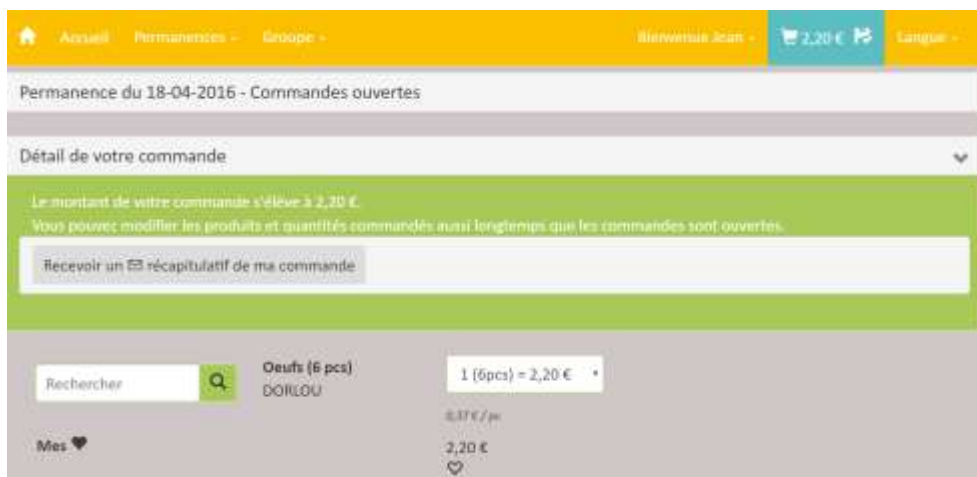 Accueil Permanences Groupe Bienvenue Jean 2,20 € Langue
Permanence du 18-04-2016 - Commandes ouvertes
Détail de votre commande
Le montant de votre commande s'élève à 2,20 €.
Vous pouvez modifier les produits et quantités commandés aussi longtemps que les commandes sont ouvertes.
Recevoir un récapitulatif de ma commande
Rechercher
Oeufs (6 pcs)
DORLOU
1 (6pcs) = 2,20 €
0,37 € / pc
Mes
2,20 €